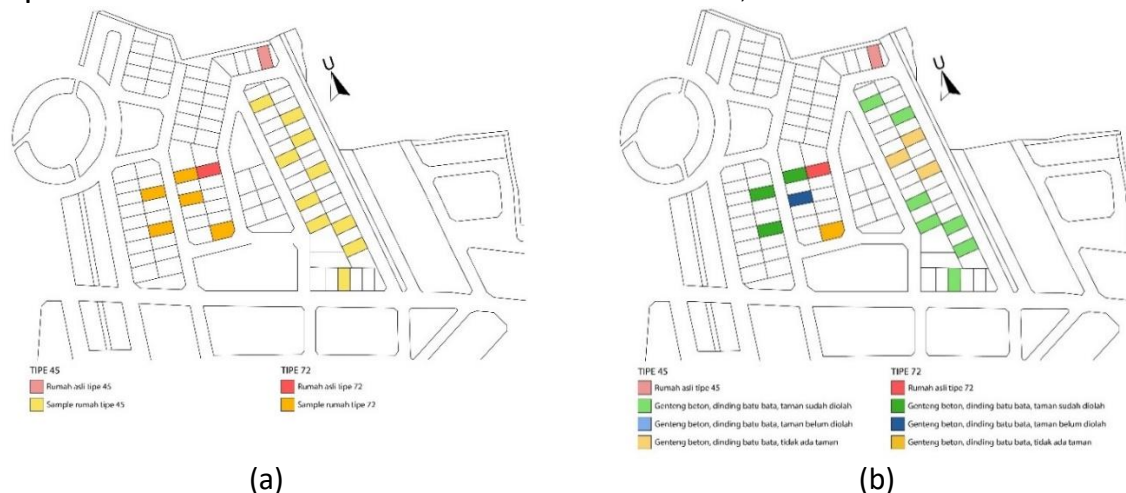 U
U
TIPE 45
Rumah asli tipe 45
Sample rumah tipe 45
TIPE 72
Rumah asli tipe 72
Sample rumah tipe 72
TIPE 45
Rumah asli tipe 45
Genteng beton, dinding batu bata, taman sudah diolah
Genteng beton, dinding batu bata, taman belum diolah
Genteng beton, dinding batu bata, tidak ada taman
TIPE 72
Rumah asli tipe 72
Genteng beton, dinding batu bata, taman sudah diolah
Genteng beton, dinding batu bata, taman belum diolah
Genteng beton, dinding batu bata, tidak ada taman
(a)
(b)